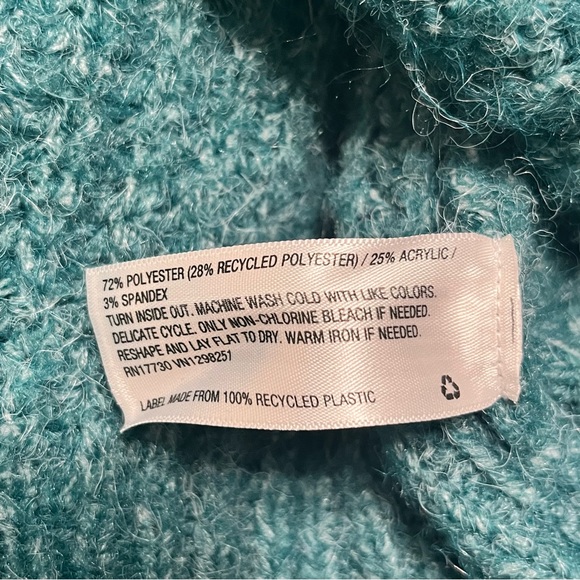 72% POLYESTER (28% RECYCLED POLYESTER) / 25% ACRYLIC /
3% SPANDEX
TURN INSIDE OUT. MACHINE WASH COLD WITH LIKE COLORS.
DELICATE CYCLE. ONLY NON-CHLORINE BLEACH IF NEEDED.
RESHAPE AND LAY FLAT TO DRY. WARM IRON IF NEEDED.
RN17730 VN1298251
LABEL MADE FROM 100% RECYCLED PLASTIC